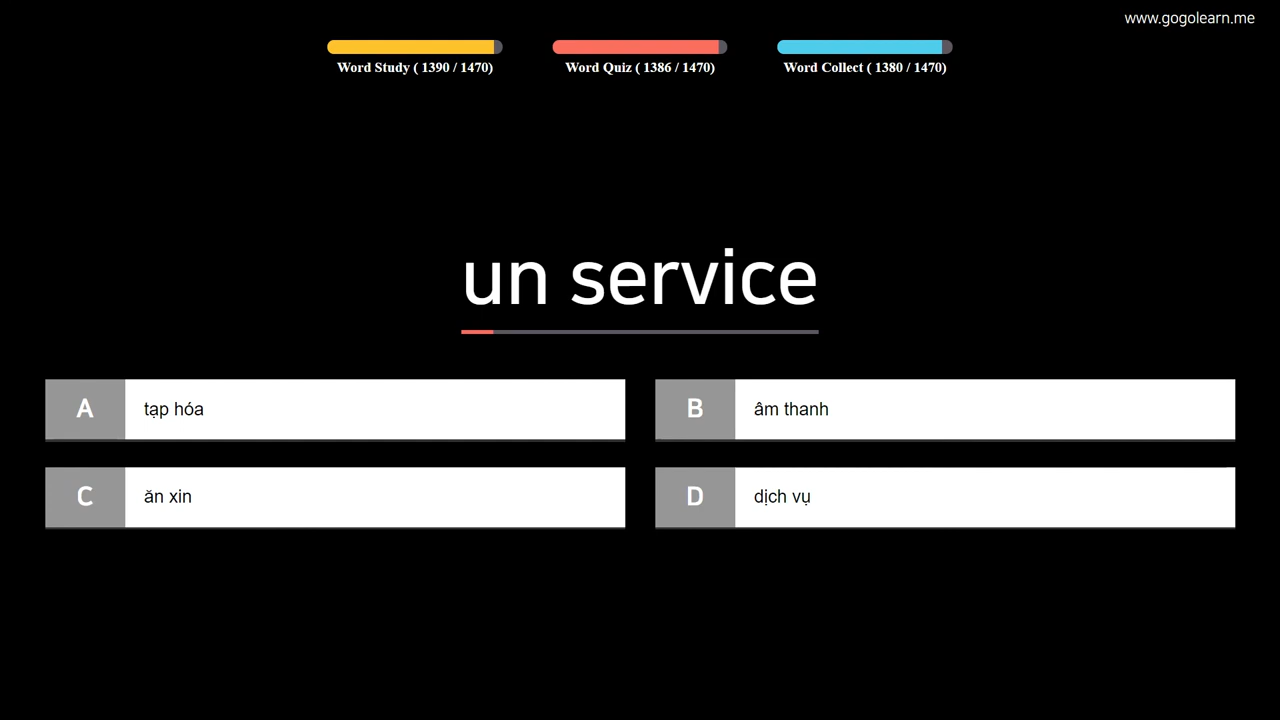 www.gogolearn.me
Word Study ( 1390 / 1470)
Word Quiz ( 1386 / 1470)
Word Collect ( 1380 / 1470)
un service
A tạp hóa
B âm thanh
C ăn xin
D dịch vụ